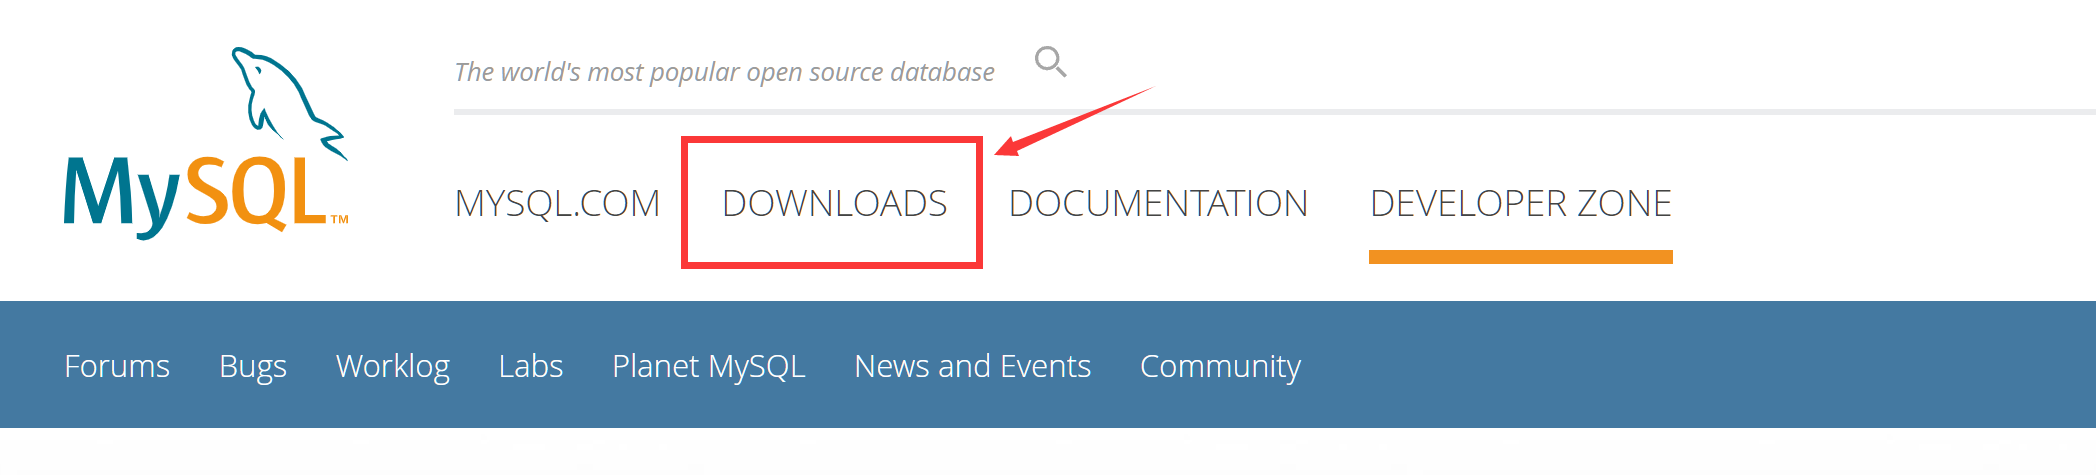 The world's most popular open source database
MySQL™
MYSQL.COM DOWNLOADS DOCUMENTATION DEVELOPER ZONE
Forums Bugs Worklog Labs Planet MySQL News and Events Community